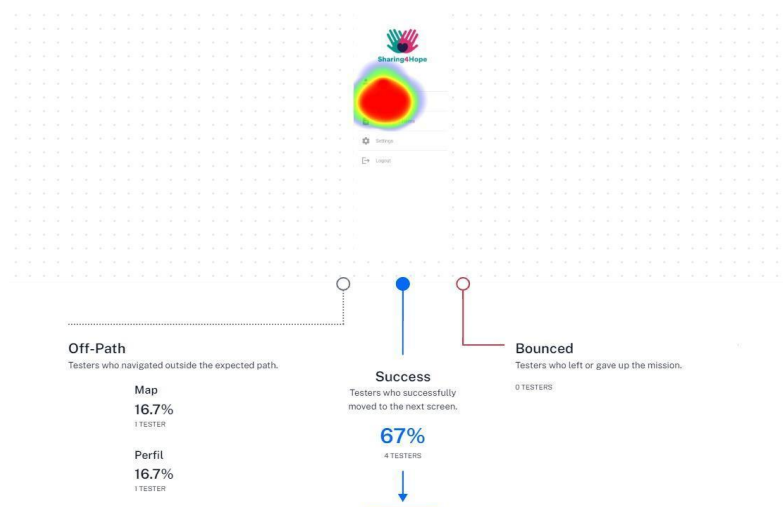 Sharing4Hope
Settings
Logout
Off-Path
Testers who navigated outside the expected path.
Map
16.7%
1 TESTER
Perfil
16.7%
1 TESTER
Success
Testers who successfully
moved to the next screen.
67%
4 TESTERS
Bounced
Testers who left or gave up the mission.
0 TESTERS